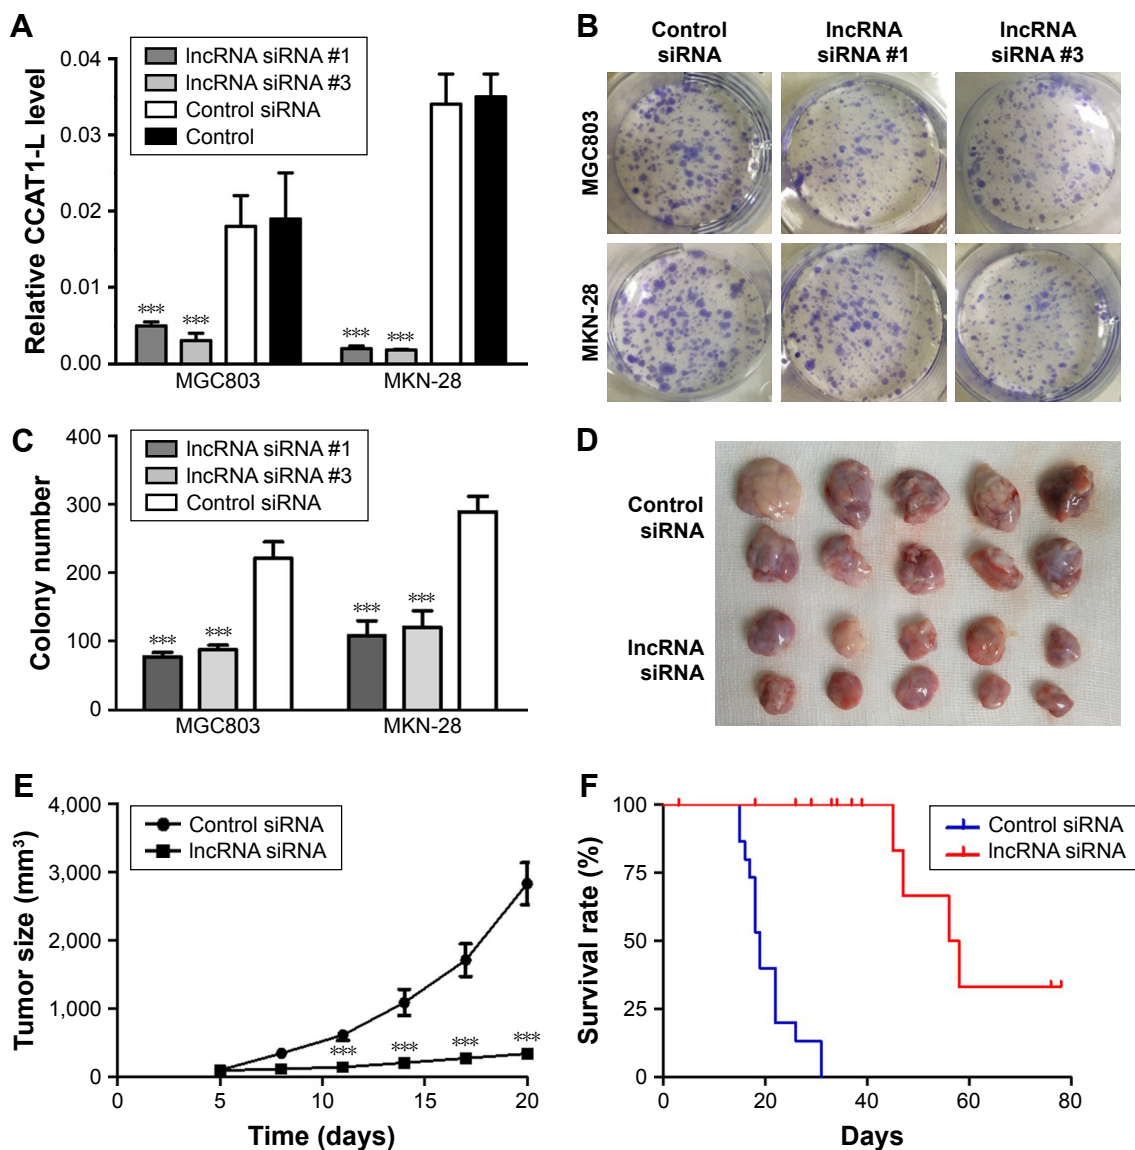 A
lncRNA siRNA #1
lncRNA siRNA #3
Control siRNA
Control
Relative CCAT1-L level
0.04
0.03
0.02
0.01
0.00
***
***
***
***
MGC803
MKN-28
B
Control
siRNA
lncRNA
siRNA #1
lncRNA
siRNA #3
MGC803
MKN-28
C
lncRNA siRNA #1
lncRNA siRNA #3
Control siRNA
Colony number
400
300
200
100
0
***
***
***
***
MGC803
MKN-28
D
Control
siRNA
lncRNA
siRNA
E
Control siRNA
lncRNA siRNA
Tumor size (mm³)
4,000
3,000
2,000
1,000
0
***
***
***
***
0
5
10
15
20
Time (days)
F
Control siRNA
lncRNA siRNA
Survival rate (%)
100
75
50
25
0
0
20
40
60
80
Days